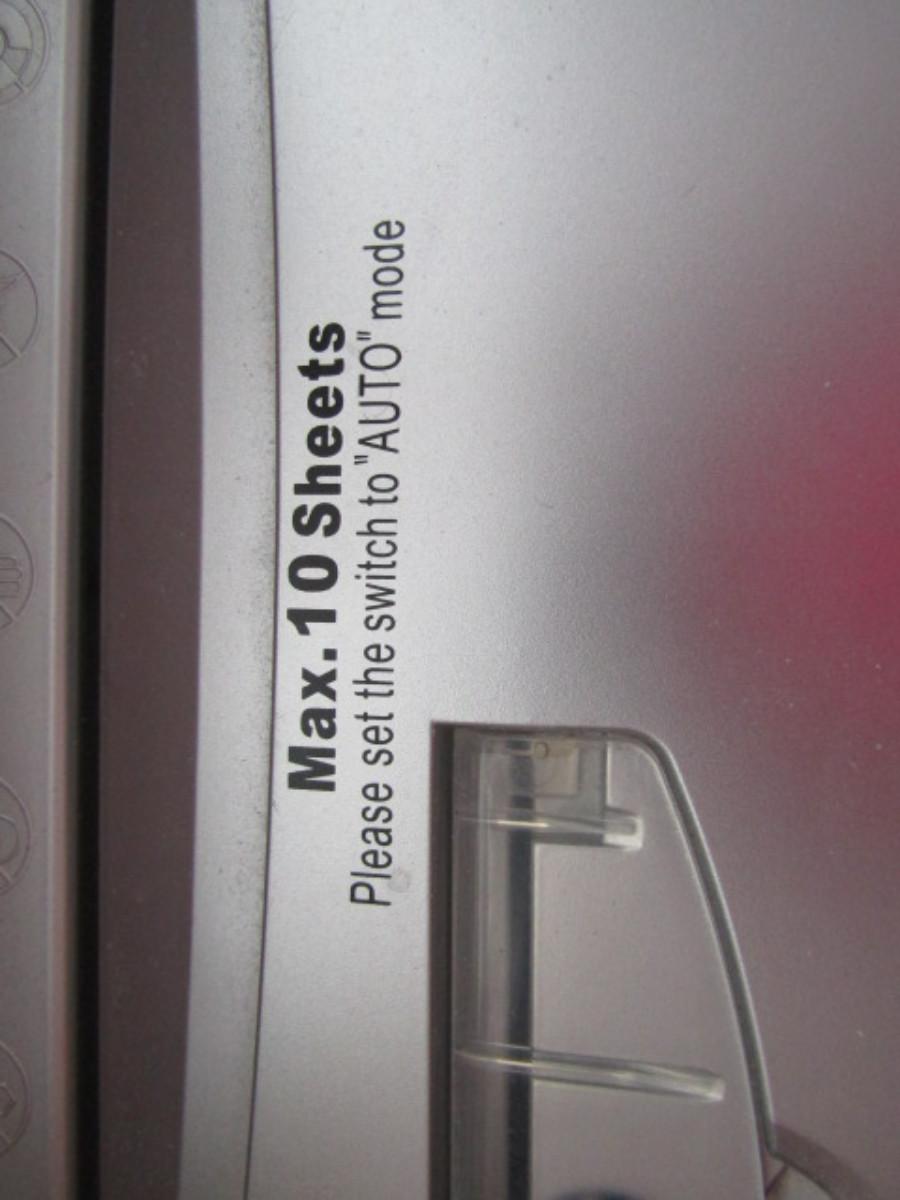 Max. 10 Sheets
Please set the switch to "AUTO" mode